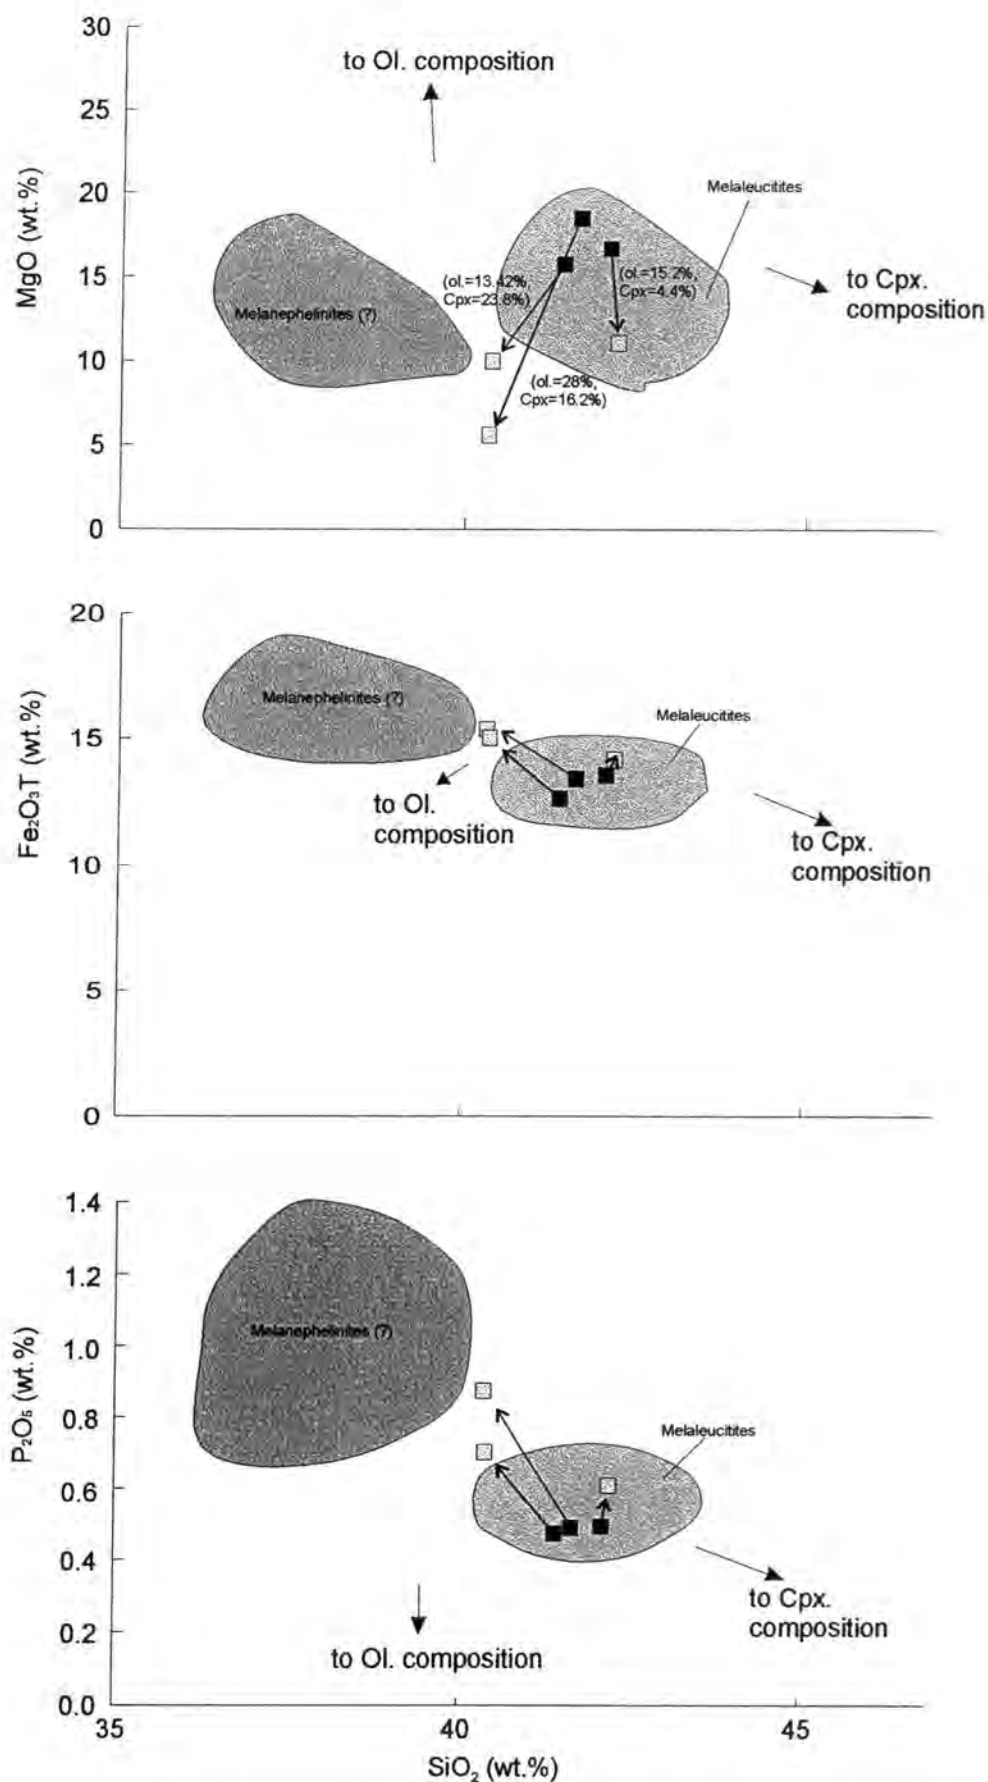 30
to Ol. composition
25
20
Melaleucitites
15
MgO (wt.%)
(ol.=13.42%,
Cpx=23.8%)
(ol.=15.2%,
Cpx=4.4%)
to Cpx.
composition
Melanephelinites (?)
10
(ol.=28%,
Cpx=16.2%)
5
0
20
Melanephelinites (?)
Melaleucitites
15
Fe₂O₃T (wt.%)
to Ol.
composition
to Cpx.
composition
10
5
0
1.4
1.2
Melanephelinites (?)
1.0
P₂O₅ (wt.%)
0.8
Melaleucitites
0.6
0.4
to Cpx.
composition
0.2
to Ol. composition
0.0
35 40 45
SiO₂ (wt.%)